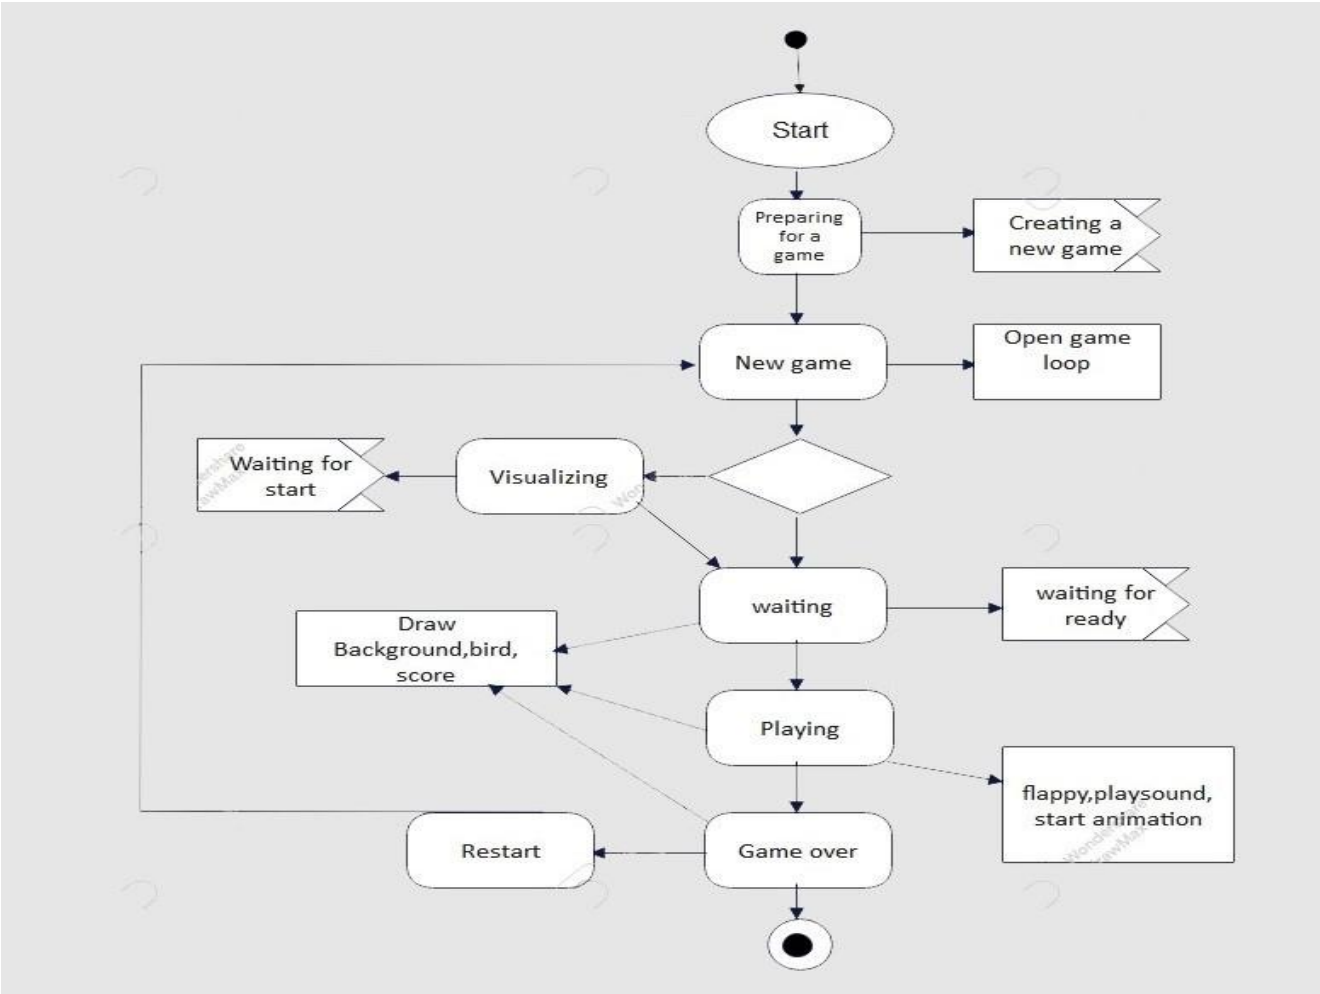 Start
Preparing
for a
game
Creating a
new game
New game
Open game
loop
Waiting for
start
Visualizing
waiting
waiting for
ready
Draw
Background,bird,
score
Playing
flappy,playsound,
start animation
Restart
Game over